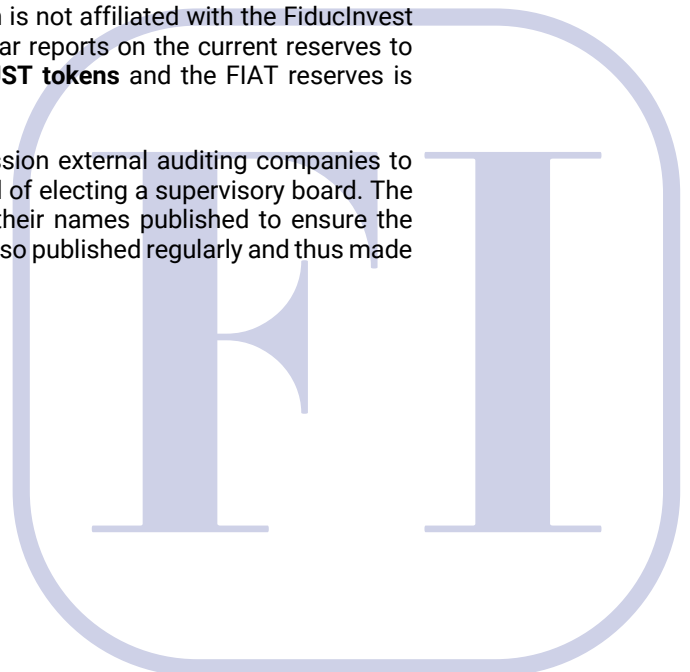 is not affiliated with the FiducInvest
ar reports on the current reserves to
ST tokens and the FIAT reserves is
sion external auditing companies to
of electing a supervisory board. The
their names published to ensure the
so published regularly and thus made
FI